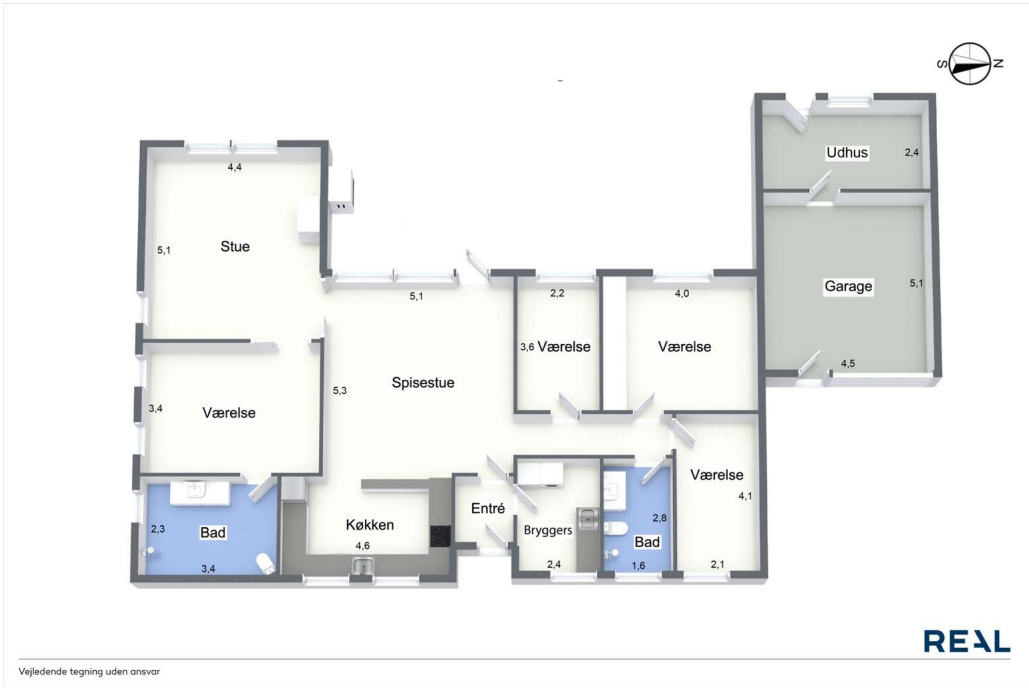 S N
Udhus 2,4
4,4
5,1 Stue
5,1 2,2 4,0
Garage 5,1
3,6 Værelse Værelse
4,5
5,3 Spisestue
3,4 Værelse
Værelse
4,1
Entré
2,3 Bad
Køkken
4,6
Bryggers
2,8
Bad
3,4
2,4 1,6 2,1
REAL
Vejledende tegning uden ansvar